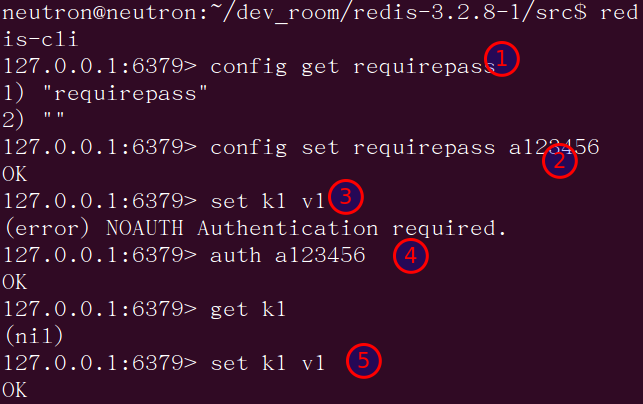 neutron@neutron:~/dev_room/redis-3.2.8-1/src$ red
is-cli
127.0.0.1:6379> config get requirepass 1
1) "requirepass"
2) ""
127.0.0.1:6379> config set requirepass a123456
2
OK
127.0.0.1:6379> set k1 v1 3
(error) NOAUTH Authentication required.
127.0.0.1:6379> auth a123456 4
OK
127.0.0.1:6379> get k1
(nil)
127.0.0.1:6379> set k1 v1 5
OK